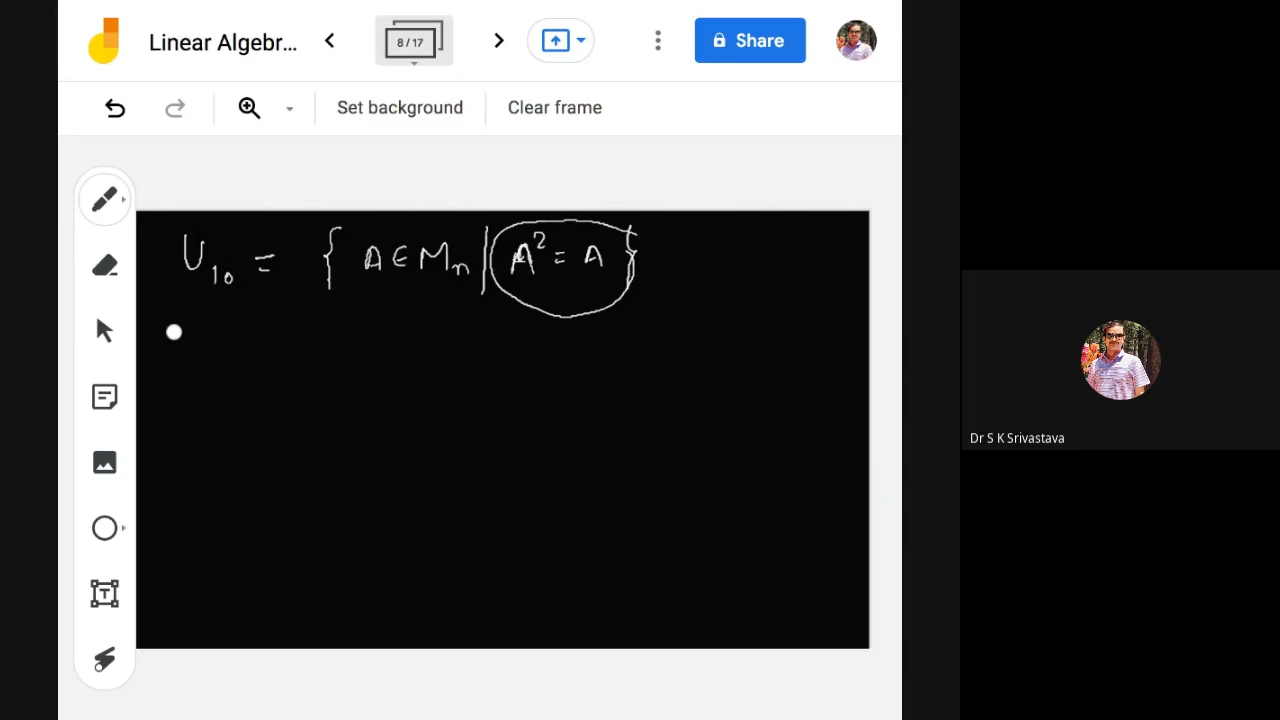 Linear Algebr...
8 / 17
Share
Set background
Clear frame
U₁₀ = { A ∈ Mₙ | A² = A }
T
Dr S K Srivastava